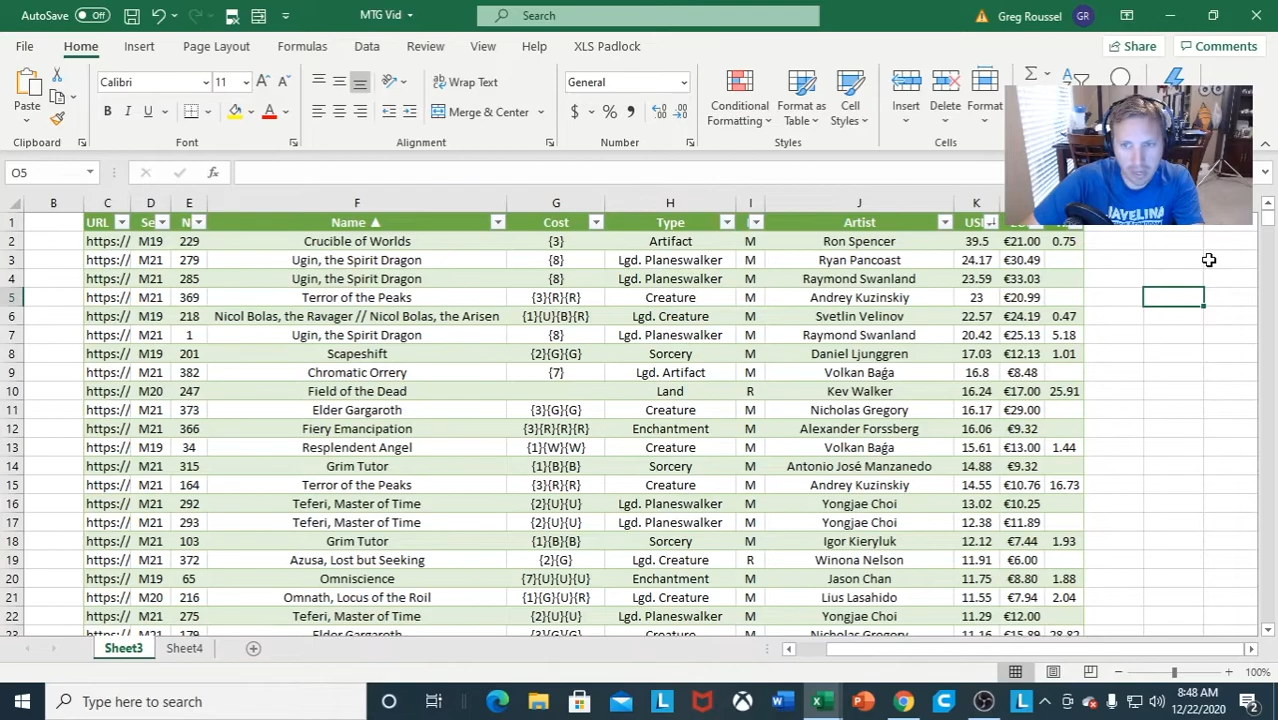 AutoSave Off MTG Vid Search Greg Roussel GR
File Home Insert Page Layout Formulas Data Review View Help XLS Padlock Share Comments
Calibri 11 Wrap Text General
Paste B I U Merge & Center $ % Conditional Formatting Format as Table Cell Styles Insert Delete Format
Clipboard Font Alignment Number Styles Cells
O5 fx
B C D E F G H I J K
1 URL Se N Name Cost Type Artist US
2 https:// M19 229 Crucible of Worlds {3} Artifact M Ron Spencer 39.5 €21.00 0.75
3 https:// M21 279 Ugin, the Spirit Dragon {8} Lgd. Planeswalker M Ryan Pancoast 24.17 €30.49
4 https:// M21 285 Ugin, the Spirit Dragon {8} Lgd. Planeswalker M Raymond Swanland 23.59 €33.03
5 https:// M21 369 Terror of the Peaks {3}{R}{R} Creature M Andrey Kuzinskiy 23 €20.99
6 https:// M19 218 Nicol Bolas, the Ravager // Nicol Bolas, the Arisen {1}{U}{B}{R} Lgd. Creature M Svetlin Velinov 22.57 €24.19 0.47
7 https:// M21 1 Ugin, the Spirit Dragon {8} Lgd. Planeswalker M Raymond Swanland 20.42 €25.13 5.18
8 https:// M19 201 Scapeshift {2}{G}{G} Sorcery M Daniel Ljunggren 17.03 €12.13 1.01
9 https:// M21 382 Chromatic Orrery {7} Lgd. Artifact M Volkan Baǵa 16.8 €8.48
10 https:// M20 247 Field of the Dead Land R Kev Walker 16.24 €17.00 25.91
11 https:// M21 373 Elder Gargaroth {3}{G}{G} Creature M Nicholas Gregory 16.17 €29.00
12 https:// M21 366 Fiery Emancipation {3}{R}{R}{R} Enchantment M Alexander Forssberg 16.06 €9.32
13 https:// M19 34 Resplendent Angel {1}{W}{W} Creature M Volkan Baǵa 15.61 €13.00 1.44
14 https:// M21 315 Grim Tutor {1}{B}{B} Sorcery M Antonio José Manzanedo 14.88 €9.32
15 https:// M21 164 Terror of the Peaks {3}{R}{R} Creature M Andrey Kuzinskiy 14.55 €10.76 16.73
16 https:// M21 292 Teferi, Master of Time {2}{U}{U} Lgd. Planeswalker M Yongjae Choi 13.02 €10.25
17 https:// M21 293 Teferi, Master of Time {2}{U}{U} Lgd. Planeswalker M Yongjae Choi 12.38 €11.89
18 https:// M21 103 Grim Tutor {1}{B}{B} Sorcery M Igor Kieryluk 12.12 €7.44 1.93
19 https:// M21 372 Azusa, Lost but Seeking {2}{G} Lgd. Creature R Winona Nelson 11.91 €6.00
20 https:// M19 65 Omniscience {7}{U}{U}{U} Enchantment M Jason Chan 11.75 €8.80 1.88
21 https:// M20 216 Omnath, Locus of the Roil {1}{G}{U}{R} Lgd. Creature M Lius Lasahido 11.55 €7.94 2.04
22 https:// M21 275 Teferi, Master of Time {2}{U}{U} Lgd. Planeswalker M Yongjae Choi 11.29 €12.00
23 https:// M21 179 Elder Gargaroth {3}{G}{G} Creature M Nicholas Gregory 11.16 €15.89 28.82
Sheet3 Sheet4
100%
Type here to search 8:48 AM
12/22/2020 2
JAVELINA